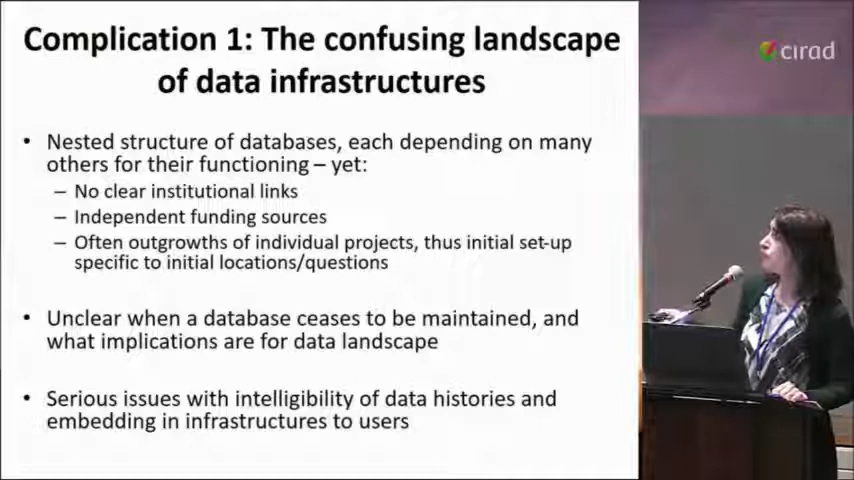 Complication 1: The confusing landscape
of data infrastructures
• Nested structure of databases, each depending on many
others for their functioning – yet:
– No clear institutional links
– Independent funding sources
– Often outgrowths of individual projects, thus initial set-up
specific to initial locations/questions
• Unclear when a database ceases to be maintained, and
what implications are for data landscape
• Serious issues with intelligibility of data histories and
embedding in infrastructures to users
cirad